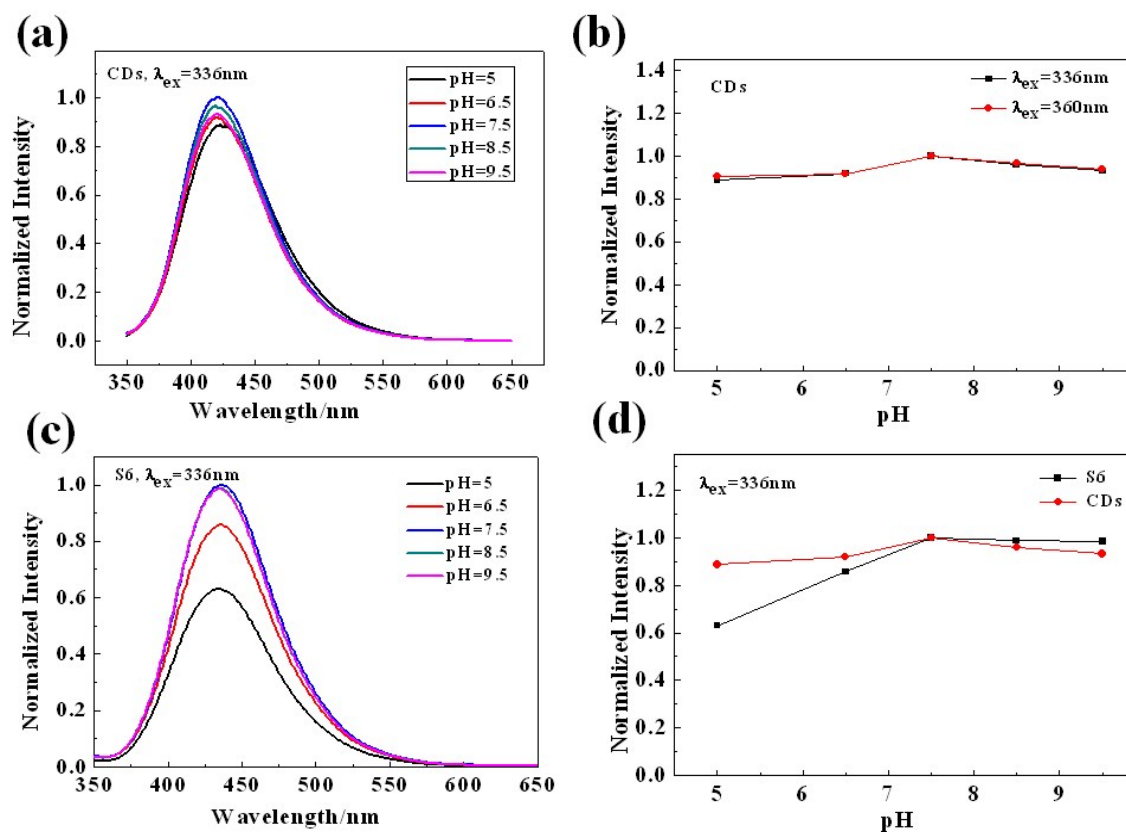 (a)
CDs, λex=336nm
pH=5
pH=6.5
pH=7.5
pH=8.5
pH=9.5
Normalized Intensity
1.0
0.8
0.6
0.4
0.2
0.0
350 400 450 500 550 600 650
Wavelength/nm
(b)
CDs
λex=336nm
λex=360nm
Normalized Intensity
1.4
1.2
1.0
0.8
0.6
0.4
0.2
0.0
5 6 7 8 9
pH
(c)
S6, λex=336nm
pH=5
pH=6.5
pH=7.5
pH=8.5
pH=9.5
Normalized Intensity
1.0
0.8
0.6
0.4
0.2
0.0
350 400 450 500 550 600 650
Wavelength/nm
(d)
λex=336nm
S6
CDs
Normalized Intensity
1.2
1.0
0.8
0.6
0.4
0.2
0.0
5 6 7 8 9
pH